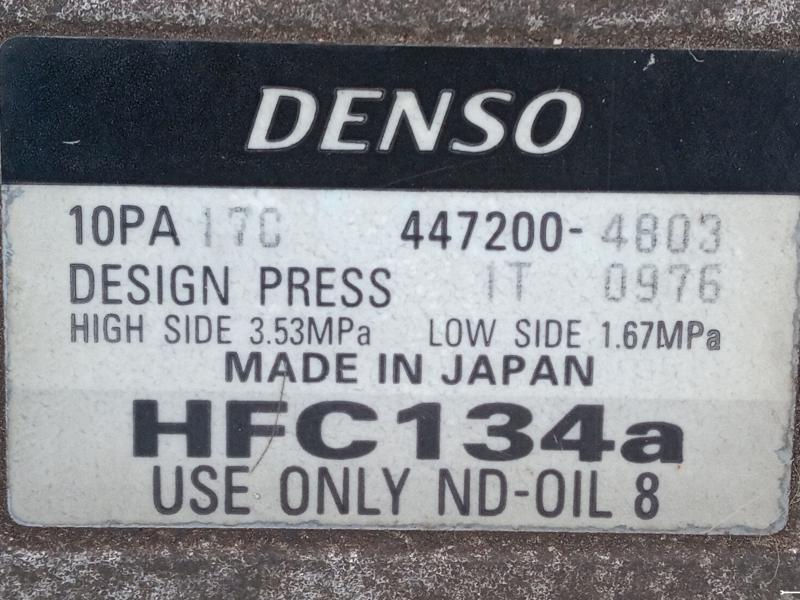 DENSO
10PA 17C 447200-4803
DESIGN PRESS 1T 0976
HIGH SIDE 3.53MPa LOW SIDE 1.67MPa
MADE IN JAPAN
HFC134a
USE ONLY ND-OIL 8